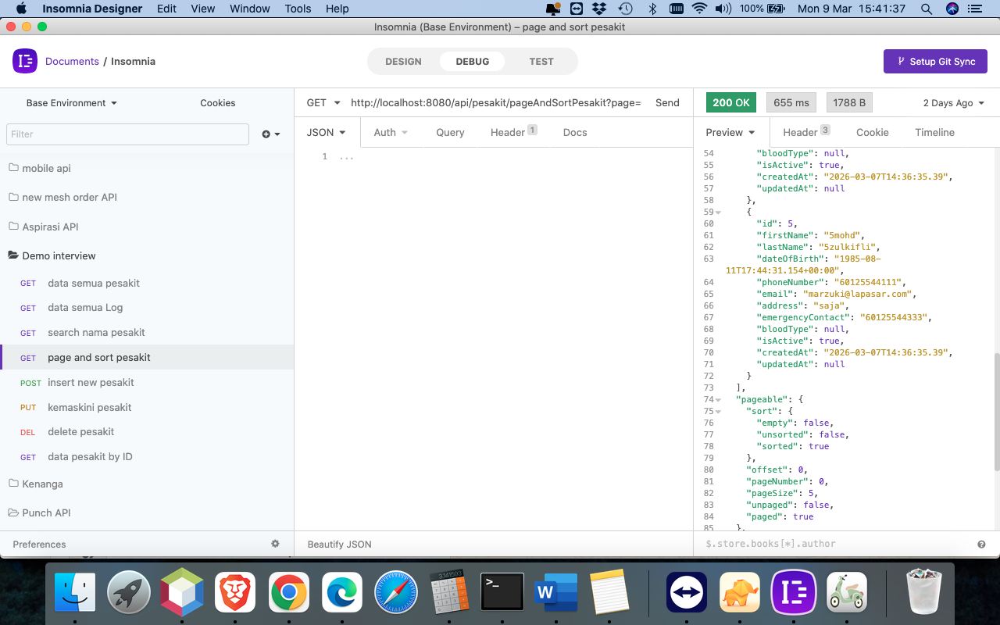 Insomnia Designer Edit View Window Tools Help 100% Mon 9 Mar 15:41:37
Insomnia (Base Environment) – page and sort pesakit
Documents / Insomnia
DESIGN DEBUG TEST
Setup Git Sync
Base Environment Cookies
Filter
mobile api
new mesh order API
Aspirasi API
Demo interview
GET data semua pesakit
GET data semua Log
GET search nama pesakit
GET page and sort pesakit
POST insert new pesakit
PUT kemaskini pesakit
DEL delete pesakit
GET data pesakit by ID
Kenanga
Punch API
Preferences
GET http://localhost:8080/api/pesakit/pageAndSortPesakit?page= Send
JSON Auth Query Header 1 Docs
1 ...
Beautify JSON
200 OK 655 ms 1788 B 2 Days Ago
Preview Header 3 Cookie Timeline
54 "bloodType": null,
55 "isActive": true,
56 "createdAt": "2026-03-07T14:36:35.39",
57 "updatedAt": null
58 },
59 {
60 "id": 5,
61 "firstName": "5mohd",
62 "lastName": "5zulkifli",
63 "dateOfBirth": "1985-08-
11T17:44:31.154+00:00",
64 "phoneNumber": "60125544111",
65 "email": "marzuki@lapasar.com",
66 "address": "saja",
67 "emergencyContact": "60125544333",
68 "bloodType": null,
69 "isActive": true,
70 "createdAt": "2026-03-07T14:36:35.39",
71 "updatedAt": null
72 }
73 ],
74 "pageable": {
75 "sort": {
76 "empty": false,
77 "unsorted": false,
78 "sorted": true
79 },
80 "offset": 0,
81 "pageNumber": 0,
82 "pageSize": 5,
83 "unpaged": false,
84 "paged": true
85 },
$.store.books[*].author
3.141593
>_
W